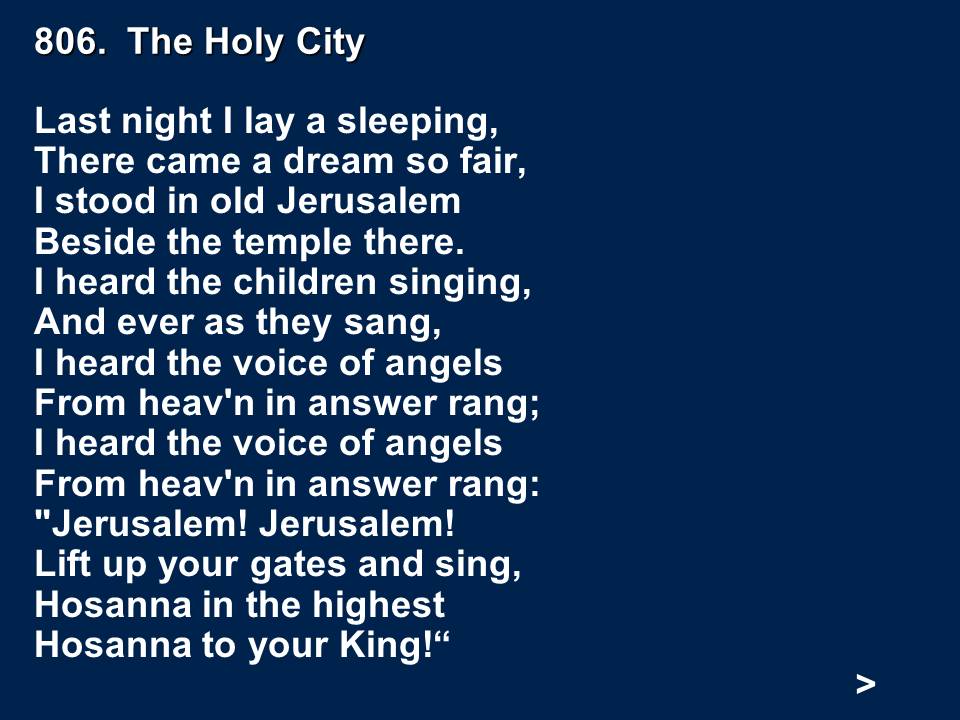 806.  The Holy City
Last night I lay a sleeping,
There came a dream so fair,
I stood in old Jerusalem
Beside the temple there.
I heard the children singing,
And ever as they sang,
I heard the voice of angels
From heav'n in answer rang;
I heard the voice of angels
From heav'n in answer rang:
"Jerusalem! Jerusalem!
Lift up your gates and sing,
Hosanna in the highest
Hosanna to your King!“
>